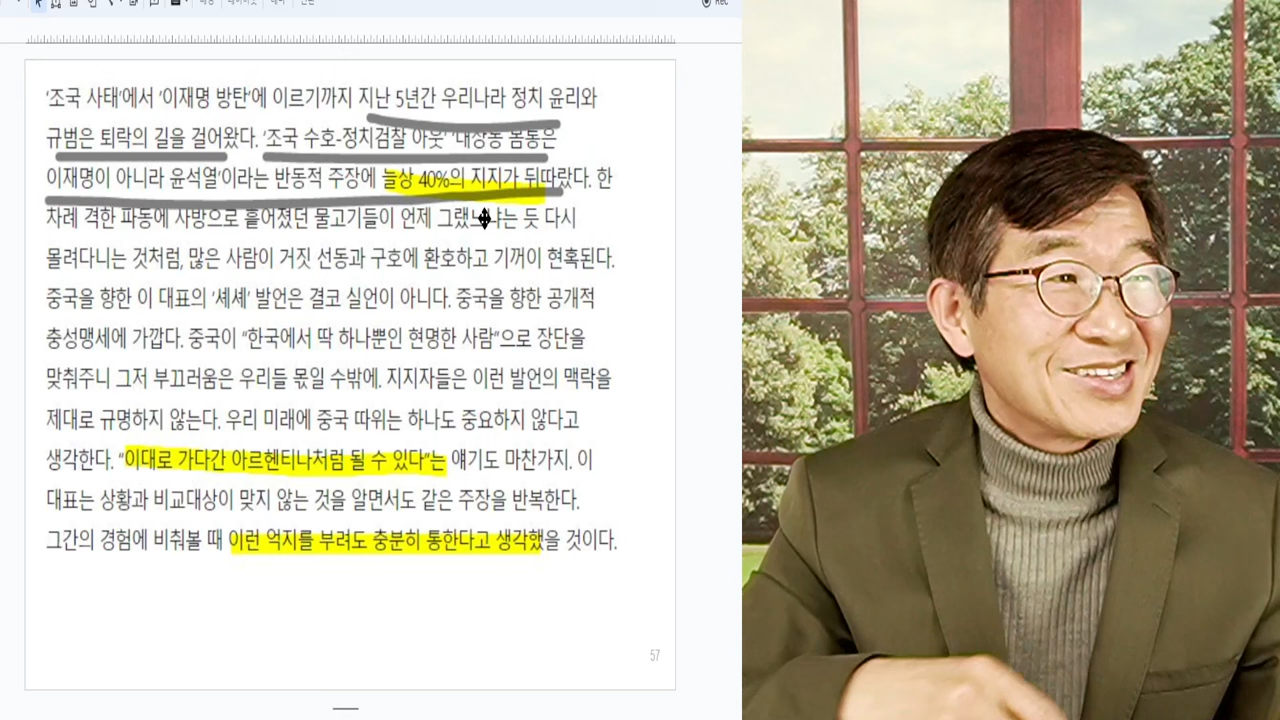 Rec
'조국 사태'에서 '이재명 방탄'에 이르기까지 지난 5년간 우리나라 정치 윤리와
규범은 퇴락의 길을 걸어왔다. '조국 수호-정치검찰 아웃' '대장동 몸통은
이재명이 아니라 윤석열'이라는 반동적 주장에 늘상 40%의 지지가 뒤따랐다. 한
차례 격한 파동에 사방으로 흩어졌던 물고기들이 언제 그랬느냐는 듯 다시
몰려다니는 것처럼, 많은 사람이 거짓 선동과 구호에 환호하고 기꺼이 현혹된다.
중국을 향한 이 대표의 '셰셰' 발언은 결코 실언이 아니다. 중국을 향한 공개적
충성맹세에 가깝다. 중국이 "한국에서 딱 하나뿐인 현명한 사람"으로 장단을
맞춰주니 그저 부끄러움은 우리들 몫일 수밖에. 지지자들은 이런 발언의 맥락을
제대로 규명하지 않는다. 우리 미래에 중국 따위는 하나도 중요하지 않다고
생각한다. "이대로 가다간 아르헨티나처럼 될 수 있다"는 얘기도 마찬가지. 이
대표는 상황과 비교대상이 맞지 않는 것을 알면서도 같은 주장을 반복한다.
그간의 경험에 비춰볼 때 이런 억지를 부려도 충분히 통한다고 생각했을 것이다.
57